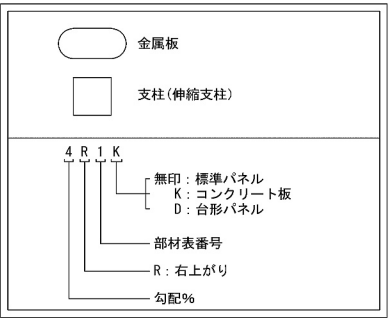 金属板
支柱(伸縮支柱)
4 R 1 K
無印：標準パネル
K：コンクリート板
D：台形パネル
部材表番号
R：右上がり
勾配%